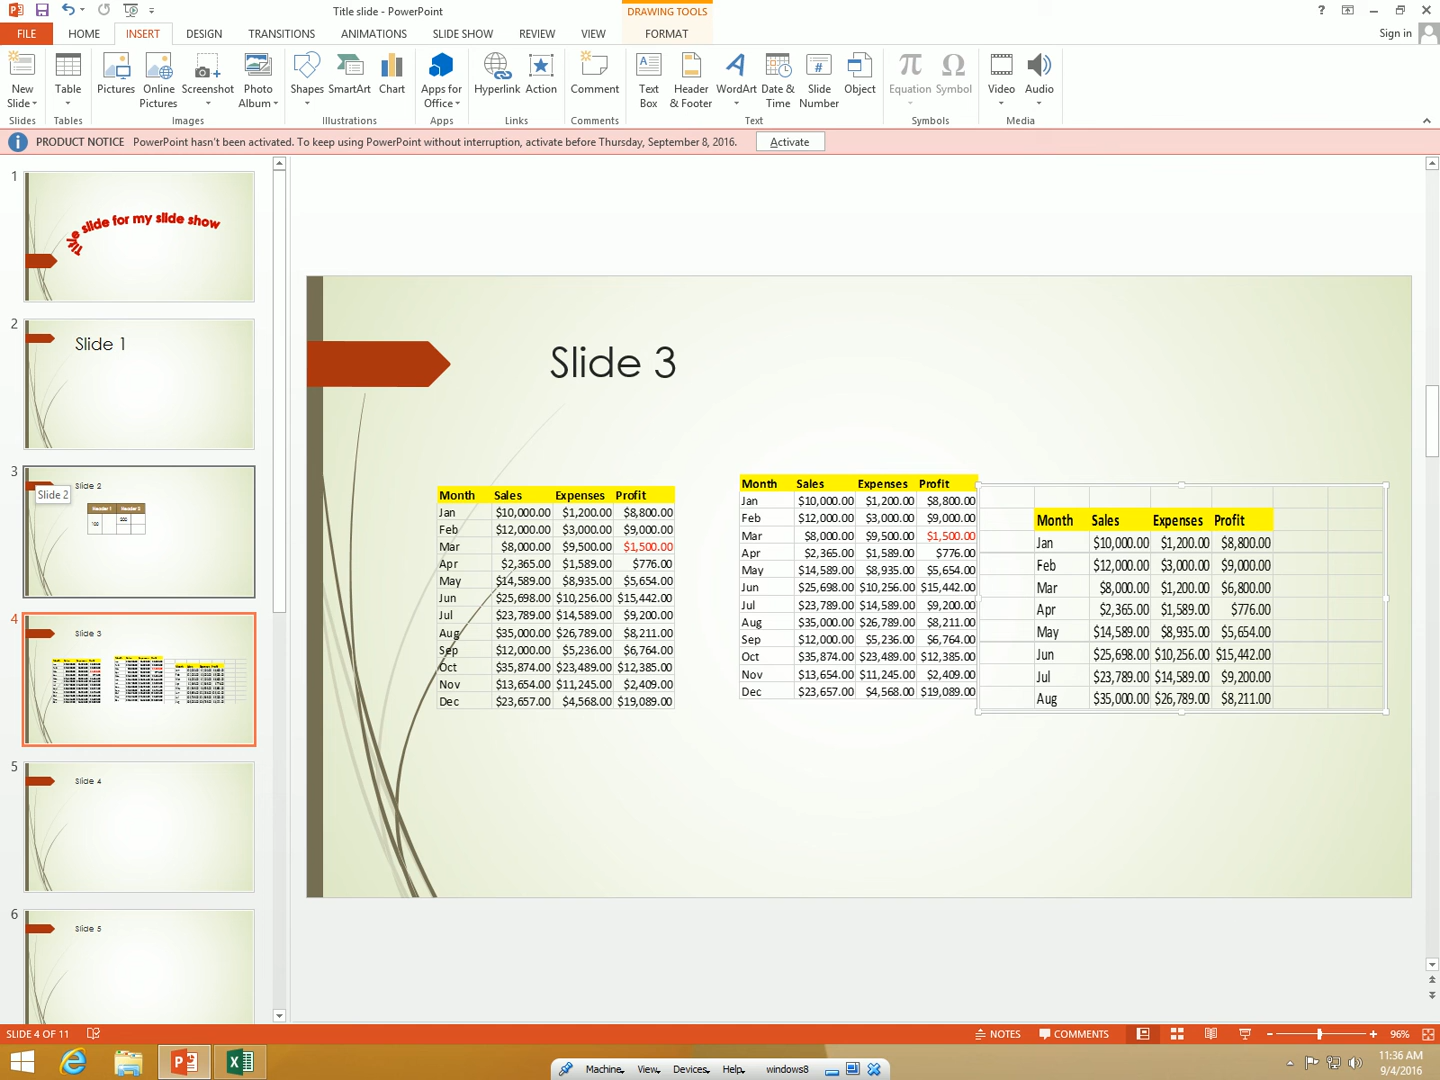 Title slide - PowerPoint
DRAWING TOOLS
?
FILE HOME INSERT DESIGN TRANSITIONS ANIMATIONS SLIDE SHOW REVIEW VIEW FORMAT
Sign in
New Slide
Table
Pictures
Online Pictures
Screenshot
Photo Album
Shapes
SmartArt
Chart
Apps for Office
Hyperlink
Action
Comment
Text Box
Header & Footer
WordArt
Date & Time
Slide Number
Object
Equation
Symbol
Video
Audio
Slides Tables Images Illustrations Apps Links Comments Text Symbols Media
PRODUCT NOTICE PowerPoint hasn't been activated. To keep using PowerPoint without interruption, activate before Thursday, September 8, 2016. Activate
1
Title slide for my slide show
2
Slide 1
3
Slide 2
Slide 2
Header 1 Header 2
100 200
4
Slide 3
5
Slide 4
6
Slide 5
Slide 3
Month Sales Expenses Profit
Jan $10,000.00 $1,200.00 $8,800.00
Feb $12,000.00 $3,000.00 $9,000.00
Mar $8,000.00 $9,500.00 $1,500.00
Apr $2,365.00 $1,589.00 $776.00
May $14,589.00 $8,935.00 $5,654.00
Jun $25,698.00 $10,256.00 $15,442.00
Jul $23,789.00 $14,589.00 $9,200.00
Aug $35,000.00 $26,789.00 $8,211.00
Sep $12,000.00 $5,236.00 $6,764.00
Oct $35,874.00 $23,489.00 $12,385.00
Nov $13,654.00 $11,245.00 $2,409.00
Dec $23,657.00 $4,568.00 $19,089.00
Month Sales Expenses Profit
Jan $10,000.00 $1,200.00 $8,800.00
Feb $12,000.00 $3,000.00 $9,000.00
Mar $8,000.00 $9,500.00 $1,500.00
Apr $2,365.00 $1,589.00 $776.00
May $14,589.00 $8,935.00 $5,654.00
Jun $25,698.00 $10,256.00 $15,442.00
Jul $23,789.00 $14,589.00 $9,200.00
Aug $35,000.00 $26,789.00 $8,211.00
Sep $12,000.00 $5,236.00 $6,764.00
Oct $35,874.00 $23,489.00 $12,385.00
Nov $13,654.00 $11,245.00 $2,409.00
Dec $23,657.00 $4,568.00 $19,089.00
Month Sales Expenses Profit
Jan $10,000.00 $1,200.00 $8,800.00
Feb $12,000.00 $3,000.00 $9,000.00
Mar $8,000.00 $1,200.00 $6,800.00
Apr $2,365.00 $1,589.00 $776.00
May $14,589.00 $8,935.00 $5,654.00
Jun $25,698.00 $10,256.00 $15,442.00
Jul $23,789.00 $14,589.00 $9,200.00
Aug $35,000.00 $26,789.00 $8,211.00
SLIDE 4 OF 11
NOTES
COMMENTS
96%
Machine View Devices Help windows8
11:36 AM
9/4/2016